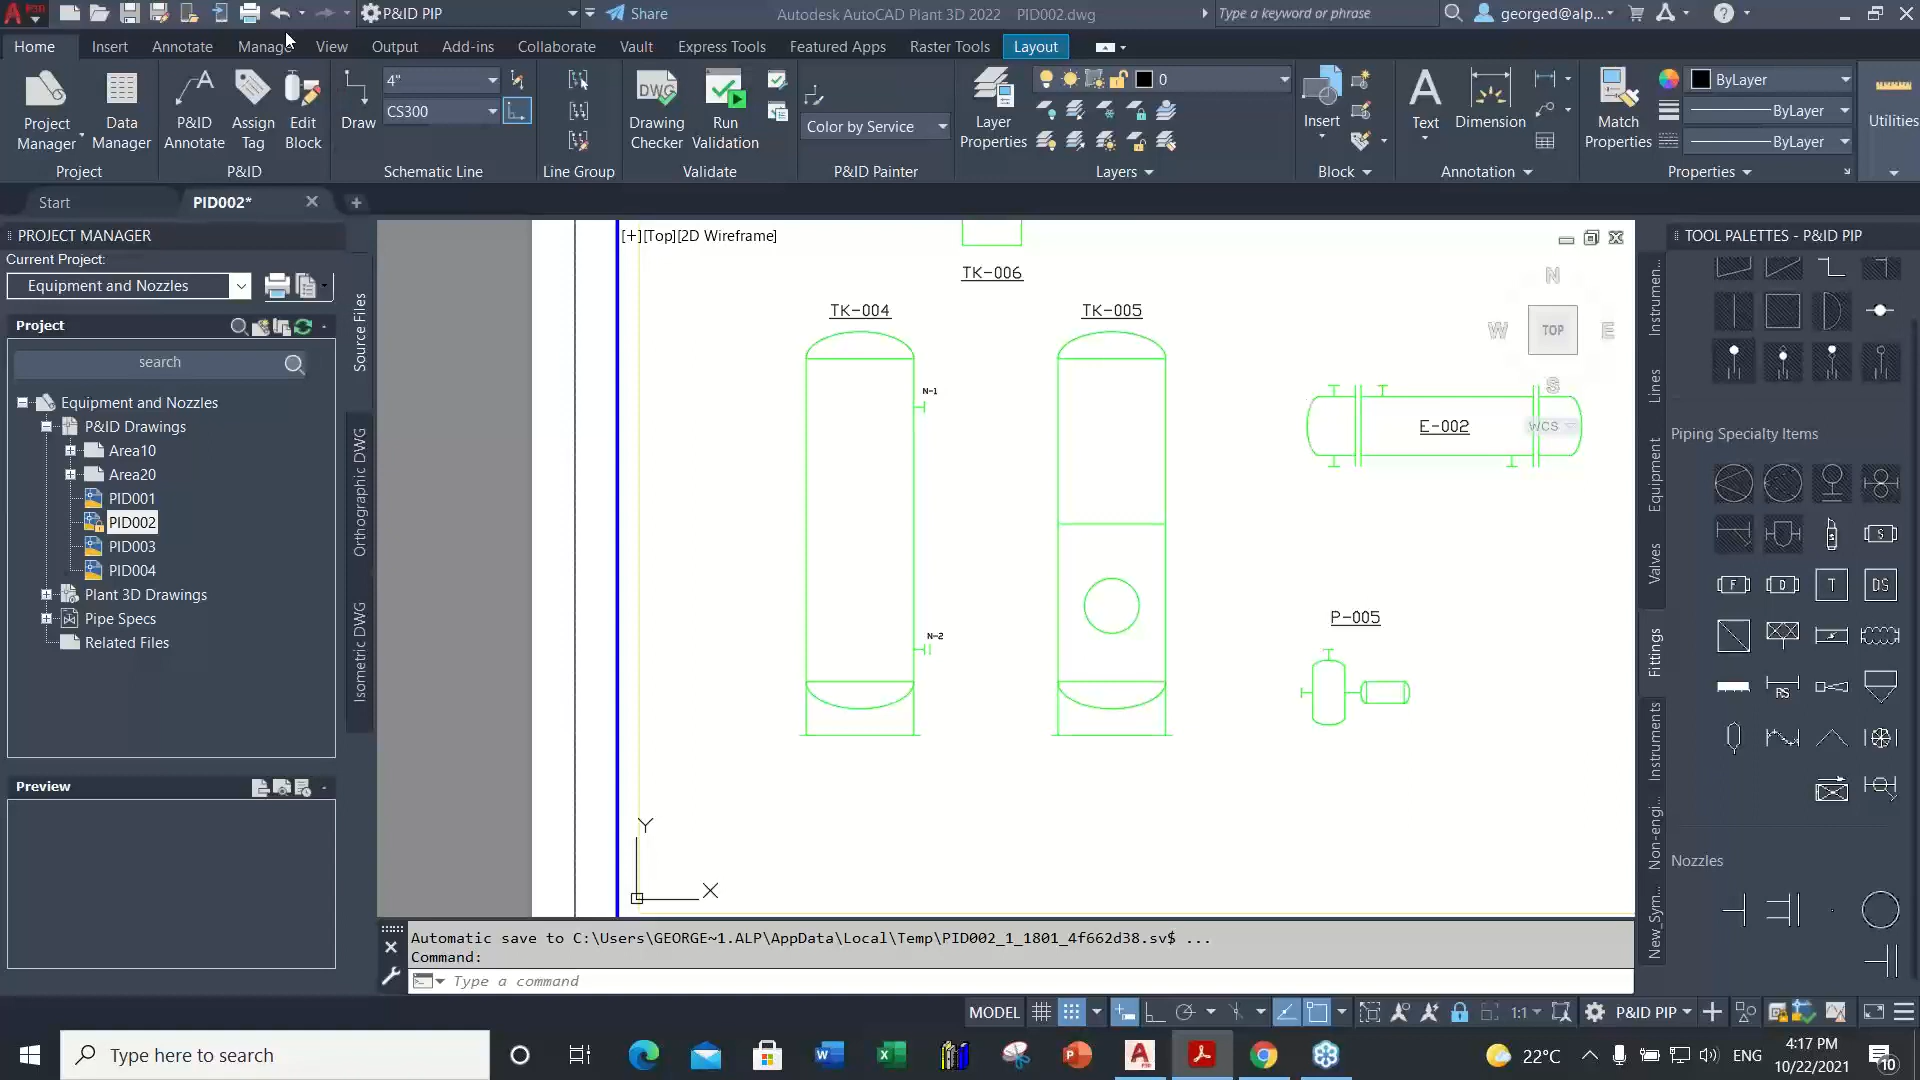 P&ID PIP
Share
Autodesk AutoCAD Plant 3D 2022 PID002.dwg
Type a keyword or phrase
georged@alp...
Home Insert Annotate Manage View Output Add-ins Collaborate Vault Express Tools Featured Apps Raster Tools Layout
Project Manager
Data Manager
Project
P&ID Annotate
Assign Tag
Edit Block
P&ID
Draw
4"
CS300
Schematic Line
Line Group
DWG
Drawing Checker
Run Validation
Validate
Color by Service
P&ID Painter
Layer Properties
0
Layers
Insert
Block
Text
Dimension
Annotation
Match Properties
ByLayer
ByLayer
ByLayer
Properties
Utilities
Start
PID002*
PROJECT MANAGER
Current Project:
Equipment and Nozzles
Project
search
Equipment and Nozzles
P&ID Drawings
Area10
Area20
PID001
PID002
PID003
PID004
Plant 3D Drawings
Pipe Specs
Related Files
Source Files
Orthographic DWG
Isometric DWG
Preview
[+][Top][2D Wireframe]
TK-006
TK-004
TK-005
N-1
N-2
E-002
P-005
N
W
TOP
E
S
WCS
Y
X
TOOL PALETTES - P&ID PIP
Instrumen...
Lines
Equipment
Valves
Fittings
Instruments
Non-engi...
New_Sym...
Piping Specialty Items
S
F
D
T
DS
RS
Nozzles
Automatic save to C:\Users\GEORGE~1.ALP\AppData\Local\Temp\PID002_1_1801_4f662d38.sv$ ...
Command:
Type a command
MODEL
1:1
P&ID PIP
Type here to search
22°C
ENG
4:17 PM
10/22/2021
10